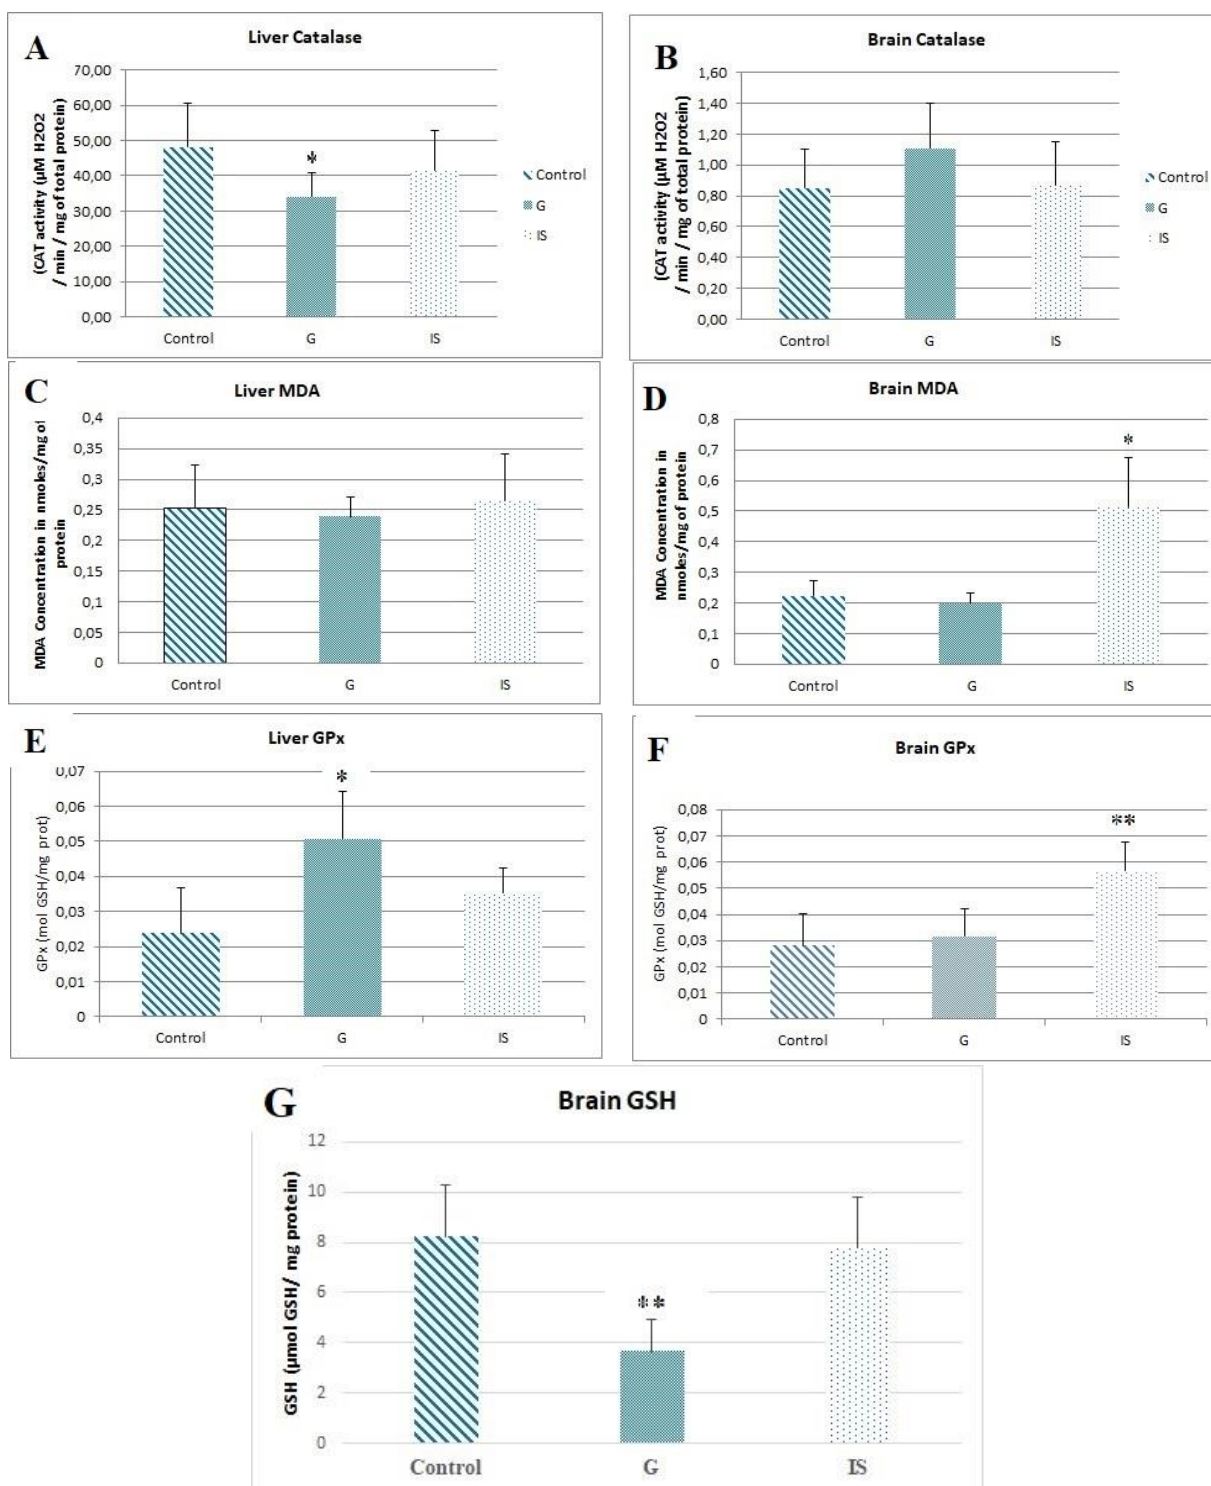 A
Liver Catalase
(CAT activity (µM H2O2
/ min / mg of total protein)
70,00
60,00
50,00
40,00
30,00
20,00
10,00
0,00
*
Control
G
IS
Control
G
IS
B
Brain Catalase
(CAT activity (µM H2O2
/ min / mg of total protein)
1,60
1,40
1,20
1,00
0,80
0,60
0,40
0,20
0,00
Control
G
IS
Control
G
IS
C
Liver MDA
MDA Concentration in nmoles/mg of
protein
0,4
0,35
0,3
0,25
0,2
0,15
0,1
0,05
0
Control
G
IS
D
Brain MDA
MDA Concentration in
nmoles/mg of protein
0,8
0,7
0,6
0,5
0,4
0,3
0,2
0,1
0
*
Control
G
IS
E
Liver GPx
GPx (mol GSH/mg prot)
0,07
0,06
0,05
0,04
0,03
0,02
0,01
0
*
Control
G
IS
F
Brain GPx
GPx (mol GSH/mg prot)
0,08
0,07
0,06
0,05
0,04
0,03
0,02
0,01
0
**
Control
G
IS
G
Brain GSH
GSH (µmol GSH/ mg protein)
12
10
8
6
4
2
0
**
Control
G
IS